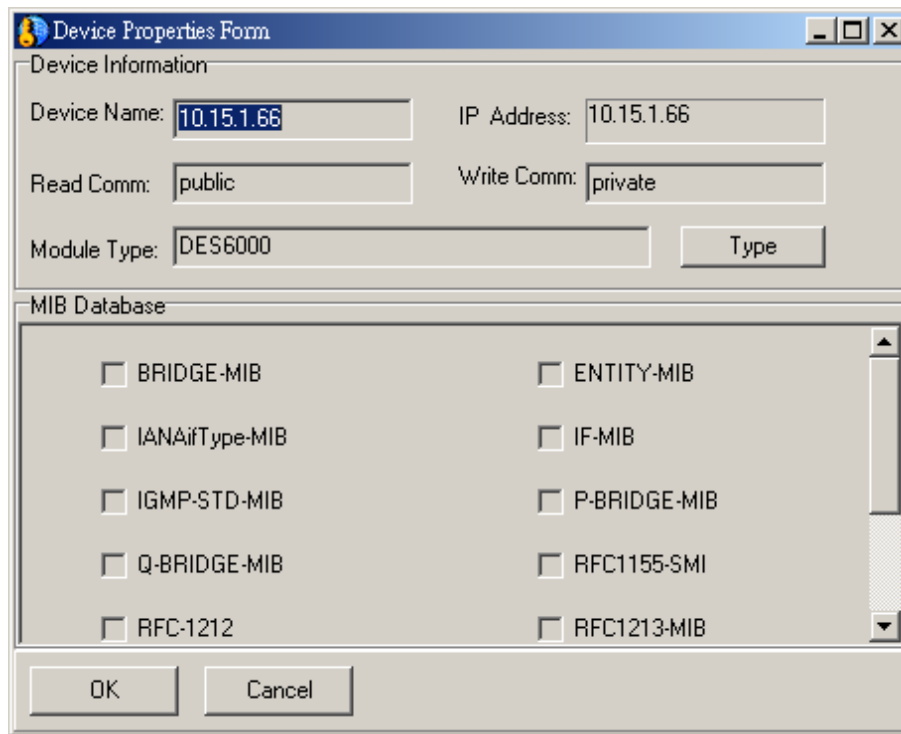 Device Properties Form
Device Information
Device Name: 10.15.1.66 IP Address: 10.15.1.66
Read Comm: public Write Comm: private
Module Type: DES6000 Type
MIB Database
BRIDGE-MIB ENTITY-MIB
IANAifType-MIB IF-MIB
IGMP-STD-MIB P-BRIDGE-MIB
Q-BRIDGE-MIB RFC1155-SMI
RFC-1212 RFC1213-MIB
OK Cancel